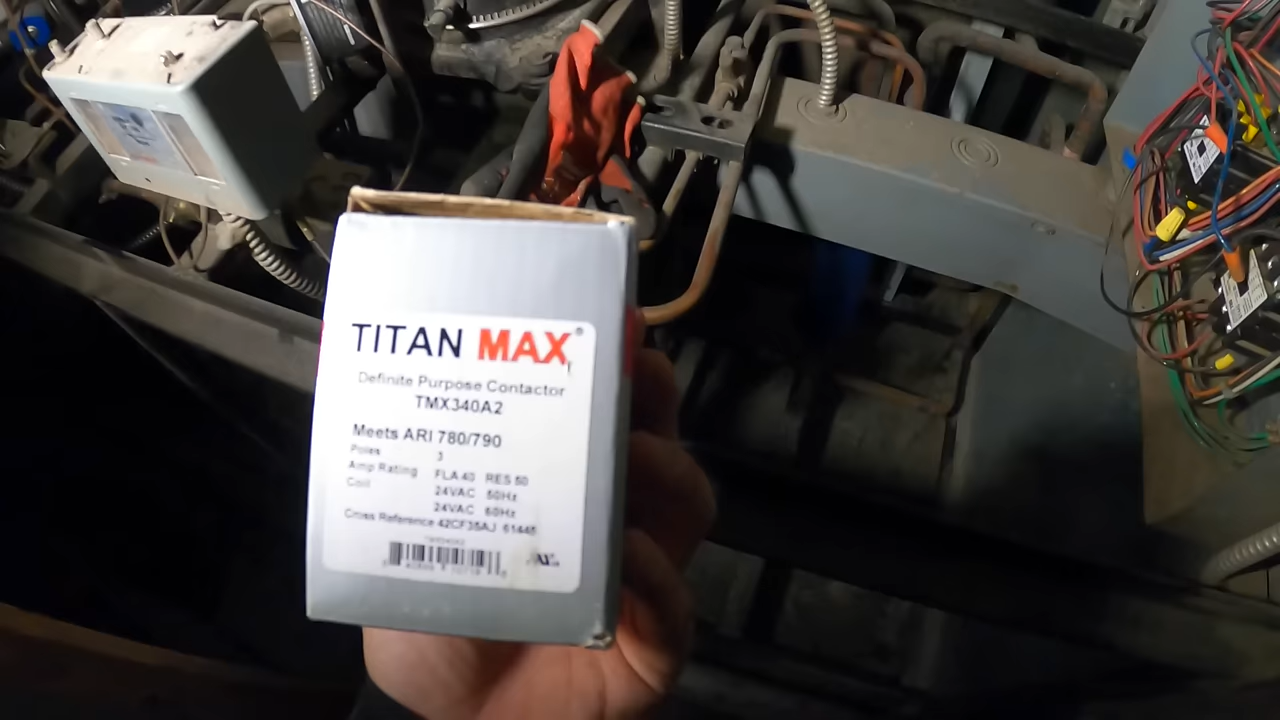 TITAN MAX®
Definite Purpose Contactor
TMX340A2
Meets ARI 780/790
Poles 3
Amp Rating FLA 40 RES 50
Coil 24VAC 50Hz
24VAC 60Hz
Cross Reference 42CF35AJ 61445